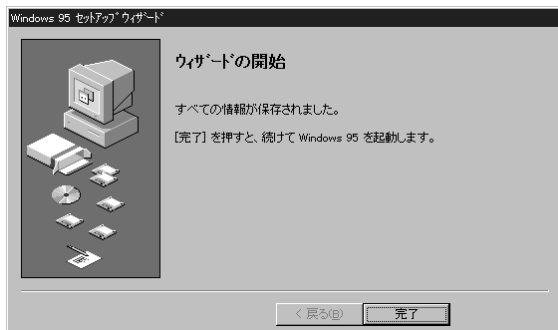 Windows 95 ｾｯﾄｱｯﾌﾟ ｳｨｻﾞｰﾄﾞ
ｳｨｻﾞｰﾄﾞの開始
すべての情報が保存されました。
[完了] を押すと、続けて Windows 95 を起動します。
< 戻る(B)
完了